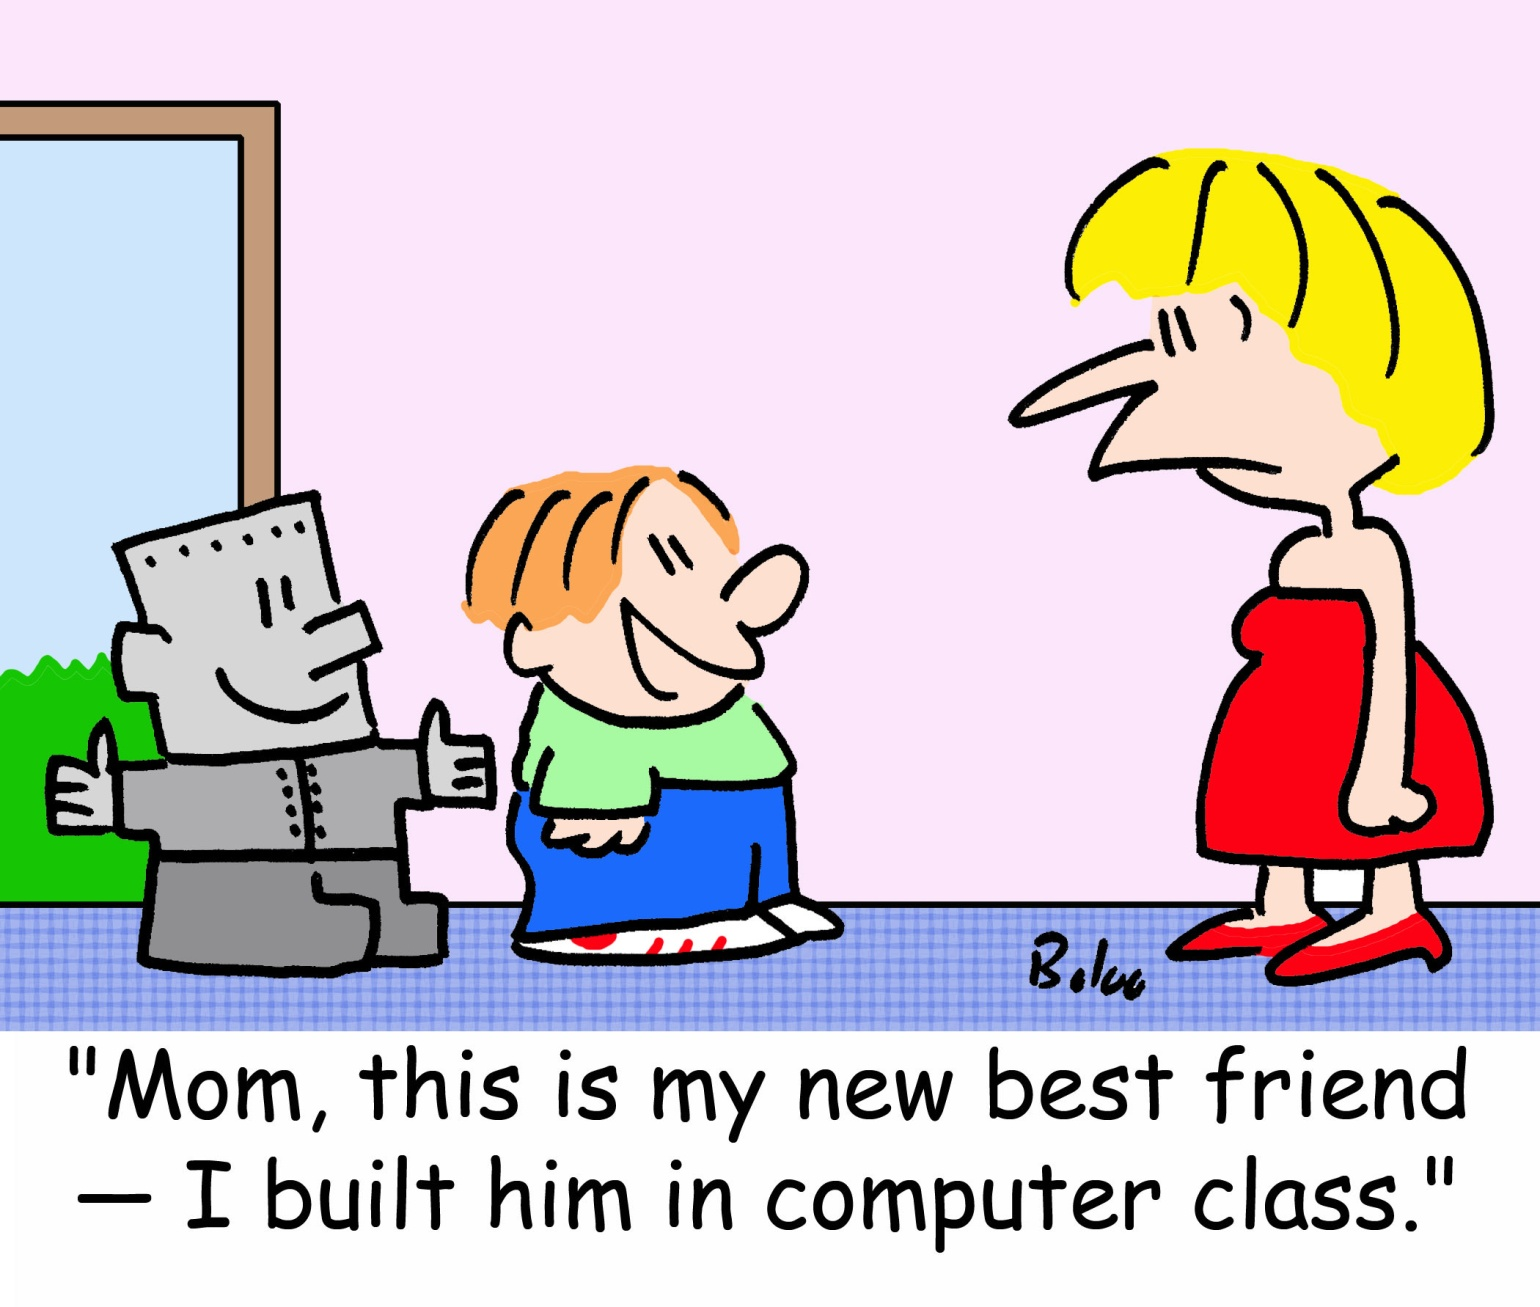 "Mom, this is my new best friend
— I built him in computer class."